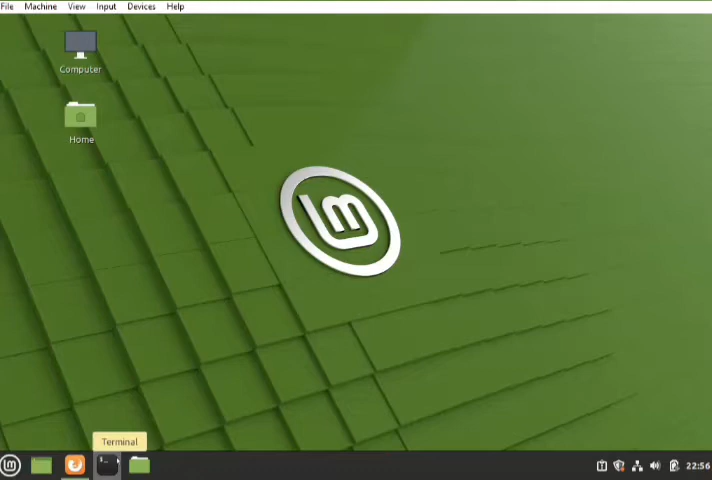 File Machine View Input Devices Help
Computer
Home
Terminal
22:56